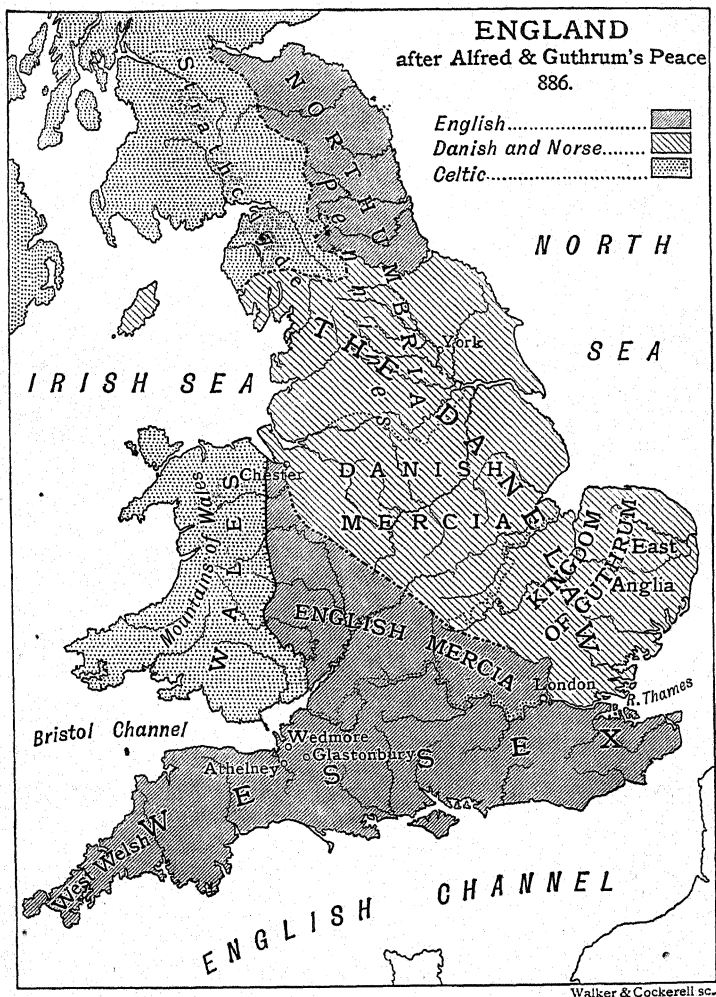 ENGLAND
after Alfred & Guthrum's Peace
886.
English
Danish and Norse
Celtic
Strathclyde
NORTHUMBRIA
Pennines
NORTH
SEA
THE DANELAW
York
IRISH SEA
Chester
DANISH
MERCIA
Mountains of Wales
WALES
KINGDOM
OF GUTHRUM
East
Anglia
ENGLISH MERCIA
London
R. Thames
Bristol Channel
Wedmore
Glastonbury
Athelney
WESSEX
West Welsh
ENGLISH CHANNEL
Walker & Cockerell sc.